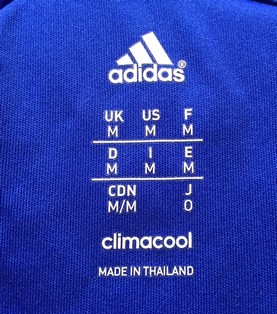 adidas®
UK US F
M M M
D I E
M M M
CDN J
M/M O
climacool
MADE IN THAILAND